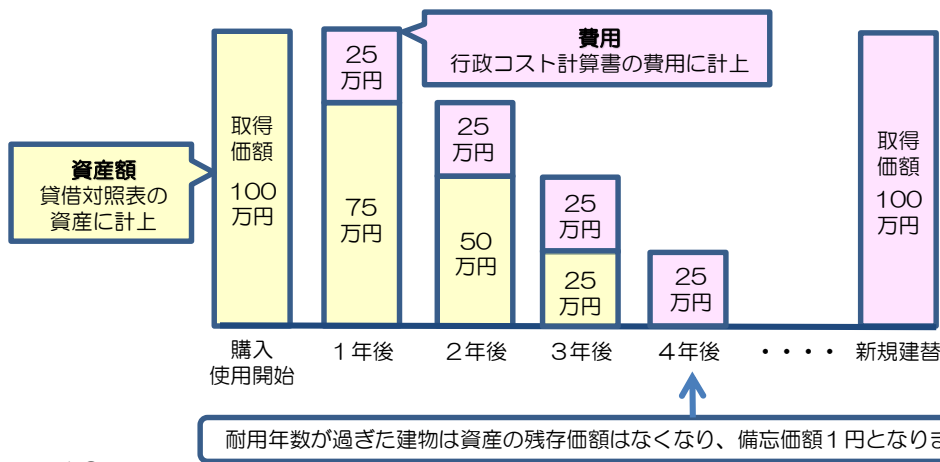 費用
行政コスト計算書の費用に計上
資産額
貸借対照表の
資産に計上
取得
価額
100
万円
25
万円
75
万円
25
万円
50
万円
25
万円
25
万円
25
万円
取得
価額
100
万円
購入
使用開始
1年後
2年後
3年後
4年後
・・・・
新規建替
耐用年数が過ぎた建物は資産の残存価額はなくなり、備忘価額1円となりま